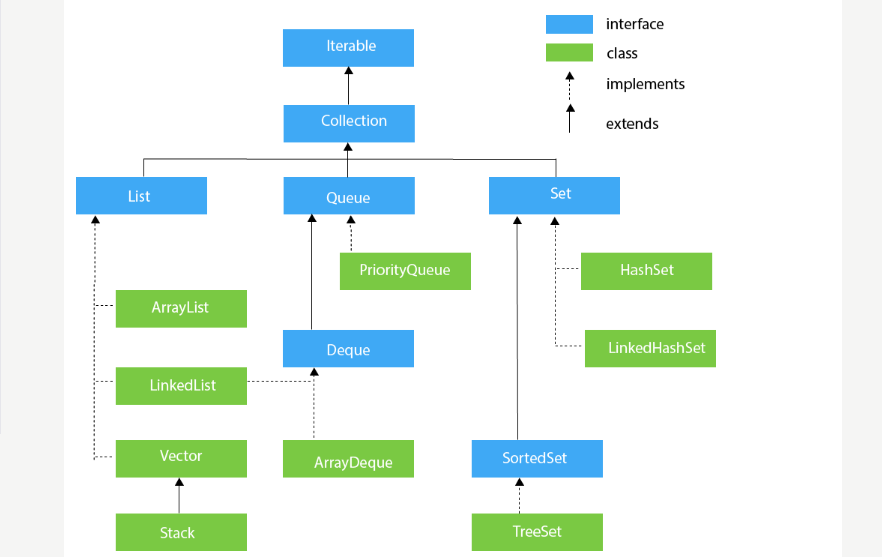 interface
Iterable
class
implements
Collection
extends
List
Queue
Set
PriorityQueue
HashSet
ArrayList
Deque
LinkedHashSet
LinkedList
Vector
ArrayDeque
SortedSet
Stack
TreeSet